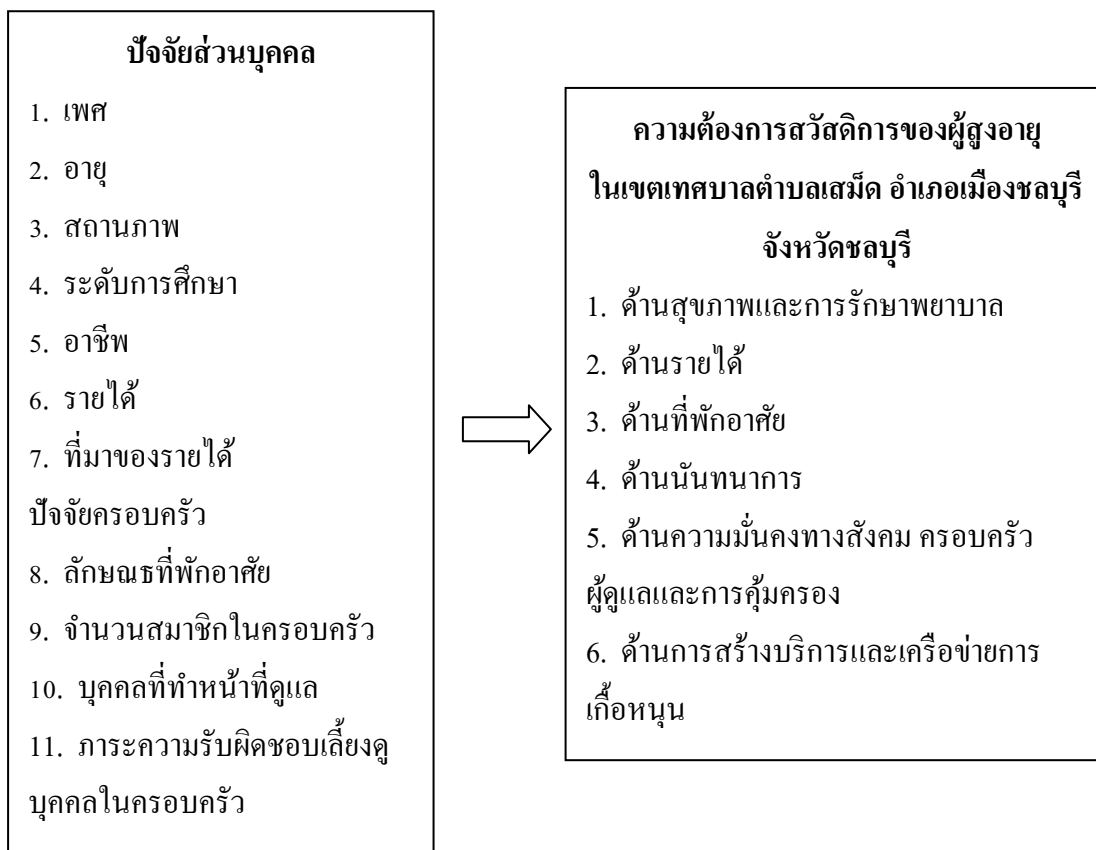 ปัจจัยส่วนบุคคล
1. เพศ
2. อายุ
3. สถานภาพ
4. ระดับการศึกษา
5. อาชีพ
6. รายได้
7. ที่มาของรายได้
ปัจจัยครอบครัว
8. ลักษณธที่พักอาศัย
9. จำนวนสมาชิกในครอบครัว
10. บุคคลที่ทำหน้าที่ดูแล
11. ภาระความรับผิดชอบเลี้ยงดู
บุคคลในครอบครัว
ความต้องการสวัสดิการของผู้สูงอายุ
ในเขตเทศบาลตำบลเสม็ด อำเภอเมืองชลบุรี
จังหวัดชลบุรี
1. ด้านสุขภาพและการรักษาพยาบาล
2. ด้านรายได้
3. ด้านที่พักอาศัย
4. ด้านนันทนาการ
5. ด้านความมั่นคงทางสังคม ครอบครัว
ผู้ดูแลและการคุ้มครอง
6. ด้านการสร้างบริการและเครือข่ายการ
เกื้อหนุน